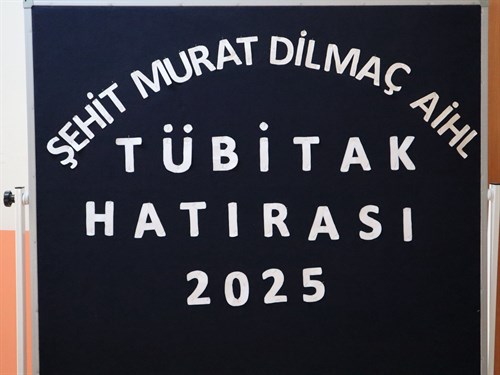 ŞEHİT MURAT DİLMAÇ AİHL
TÜBİTAK
HATIRASI
2025